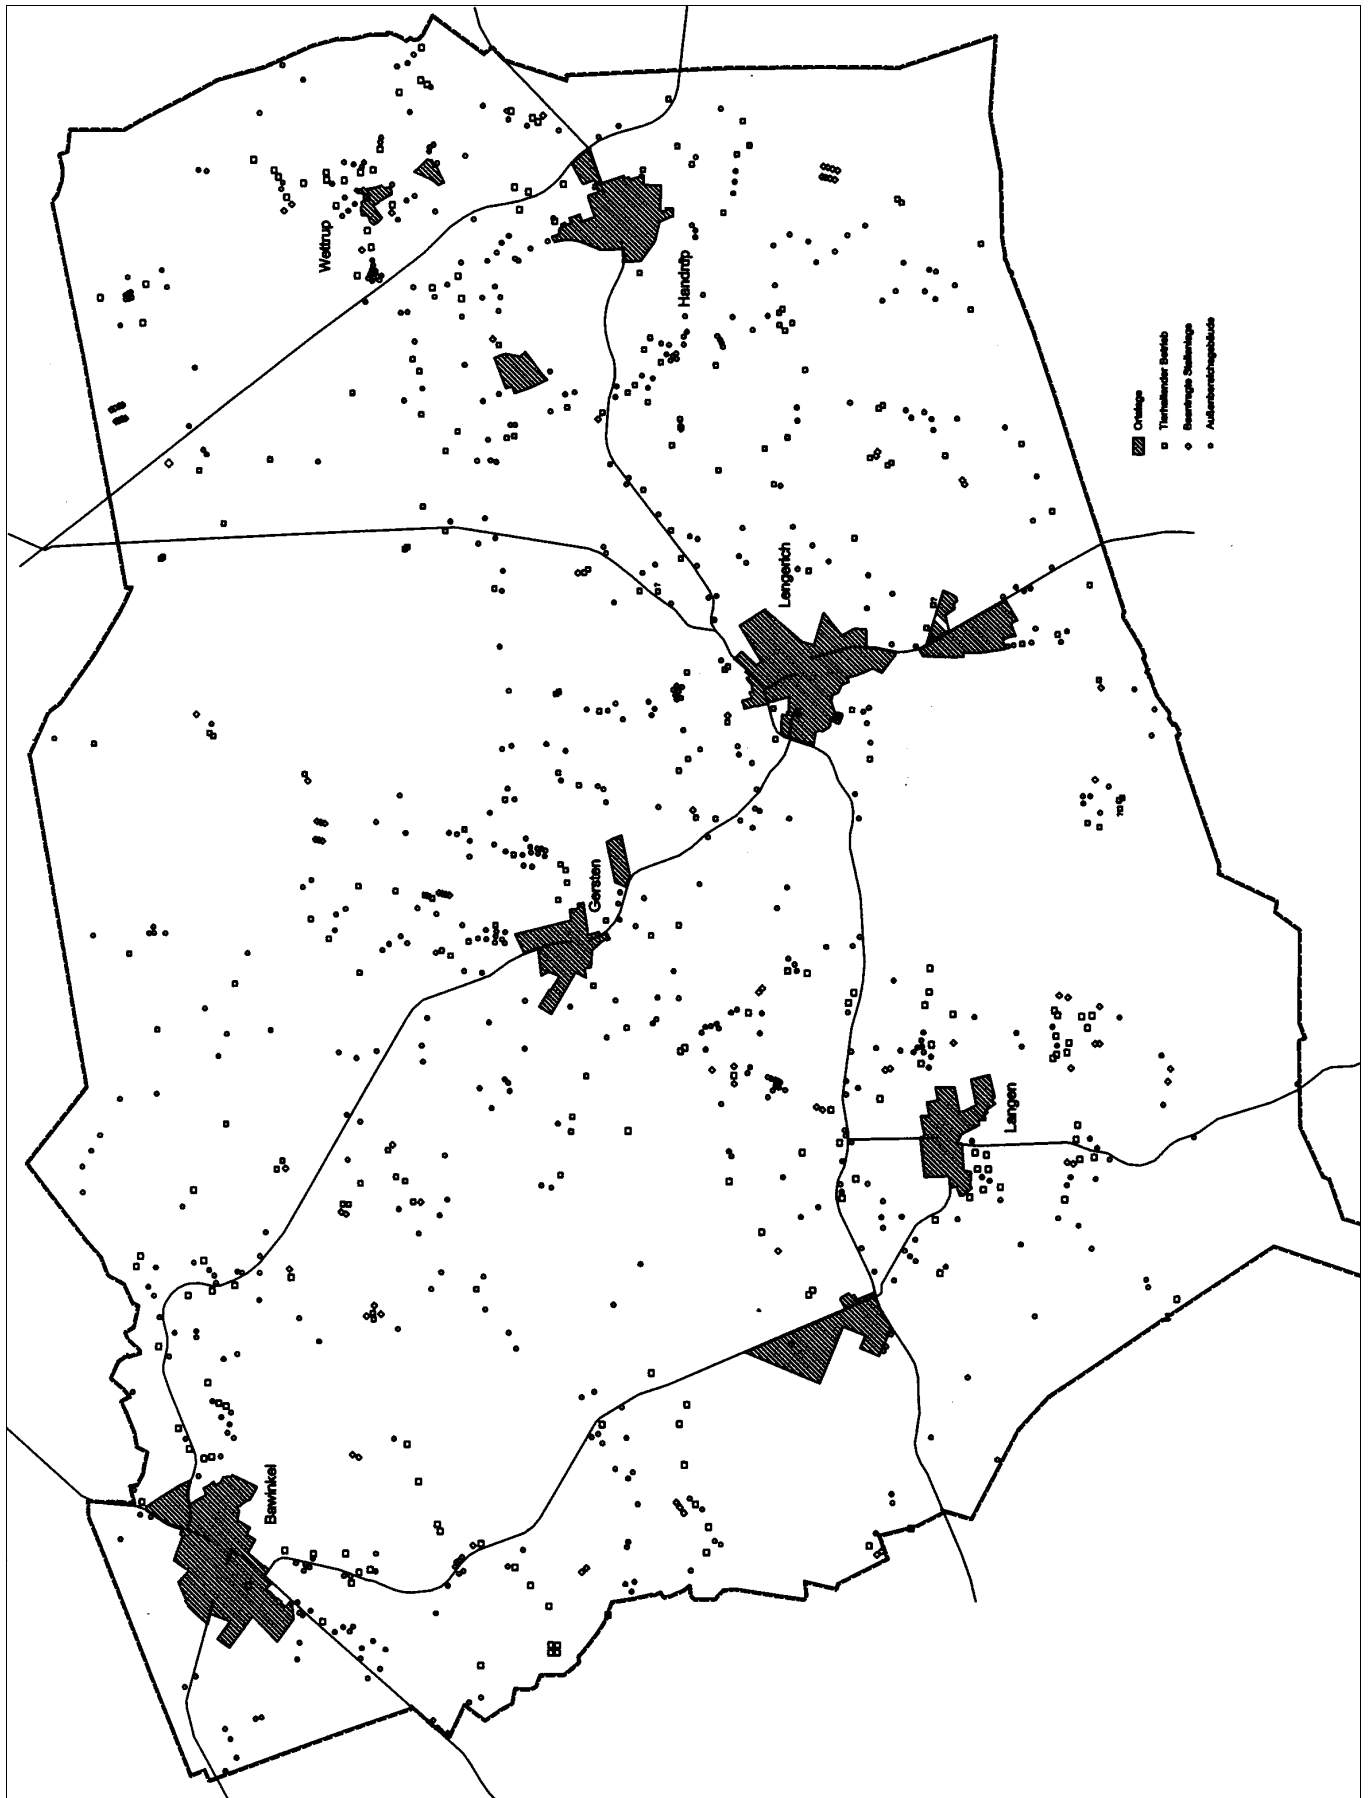 Wettrup
Handrup
Lengerich
Gersten
Langen
Bawinkel
Ortslage
Tierhaltender Betrieb
Beantragte Stallanlage
Außenbereichsgebäude